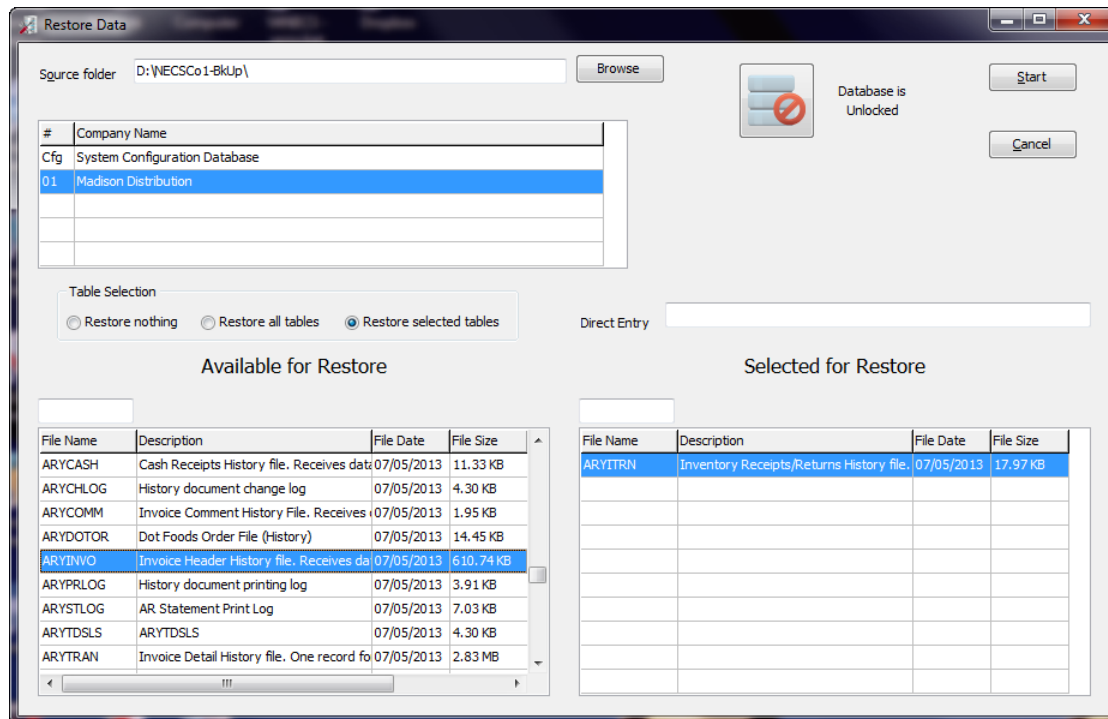 Restore Data
Source folder D:\NECSCo1-BkUp\ Browse
Database is
Unlocked
Start
Cancel
# Company Name
Cfg System Configuration Database
01 Madison Distribution
Table Selection
Restore nothing Restore all tables Restore selected tables
Direct Entry
Available for Restore
File Name Description File Date File Size
ARYCASH Cash Receipts History file. Receives data 07/05/2013 11.33 KB
ARYCHLOG History document change log 07/05/2013 4.30 KB
ARYCOMM Invoice Comment History File. Receives 07/05/2013 1.95 KB
ARYDOTOR Dot Foods Order File (History) 07/05/2013 14.45 KB
ARYINVO Invoice Header History file. Receives da 07/05/2013 610.74 KB
ARYPRLOG History document printing log 07/05/2013 3.91 KB
ARYSTLOG AR Statement Print Log 07/05/2013 7.03 KB
ARYTDSLS ARYTDSLS 07/05/2013 4.30 KB
ARYTRAN Invoice Detail History file. One record fo 07/05/2013 2.83 MB
Selected for Restore
File Name Description File Date File Size
ARYITRN Inventory Receipts/Returns History file. 07/05/2013 17.97 KB